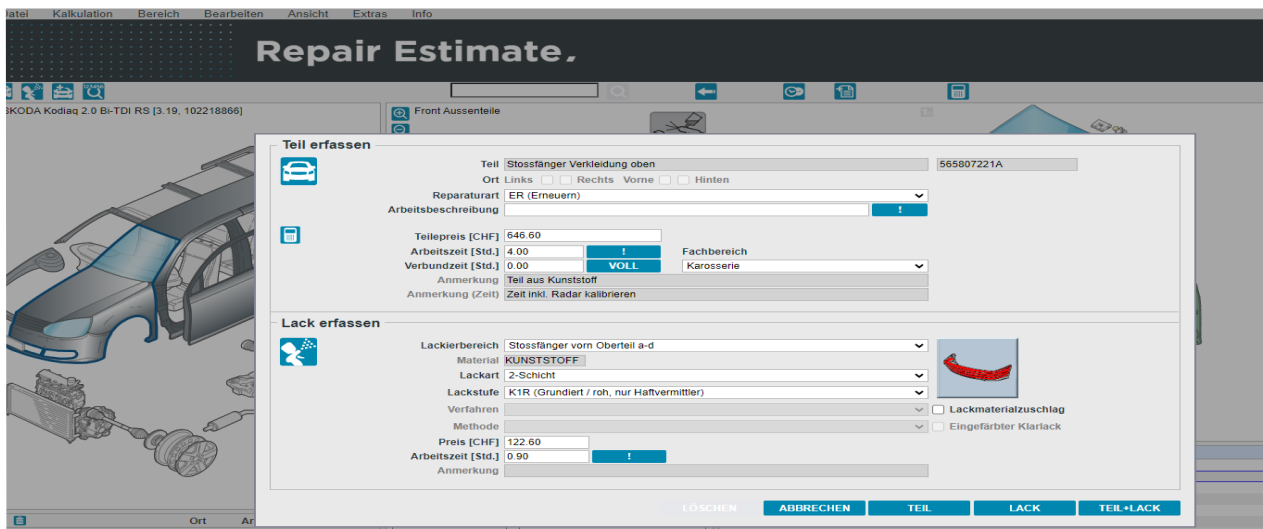 Datei Kalkulation Bereich Bearbeiten Ansicht Extras Info
Repair Estimate.
SKODA Kodiaq 2.0 Bi-TDI RS [3.19, 102218866]
Front Aussenteile
Teil erfassen
Teil Stossfänger Verkleidung oben 565807221A
Ort Links Rechts Vorne Hinten
Reparaturart ER (Erneuern)
Arbeitsbeschreibung !
Teilepreis [CHF] 646.60
Arbeitszeit [Std.] 4.00 ! Fachbereich
Verbundzeit [Std.] 0.00 VOLL Karosserie
Anmerkung Teil aus Kunststoff
Anmerkung (Zeit) Zeit inkl. Radar kalibrieren
Lack erfassen
Lackierbereich Stossfänger vorn Oberteil a-d
Material KUNSTSTOFF
Lackart 2-Schicht
Lackstufe K1R (Grundiert / roh, nur Haftvermittler)
Verfahren Lackmaterialzuschlag
Methode Eingefärbter Klarlack
Preis [CHF] 122.60
Arbeitszeit [Std.] 0.90 !
Anmerkung
LÖSCHEN ABBRECHEN TEIL LACK TEIL+LACK
Ort Ar